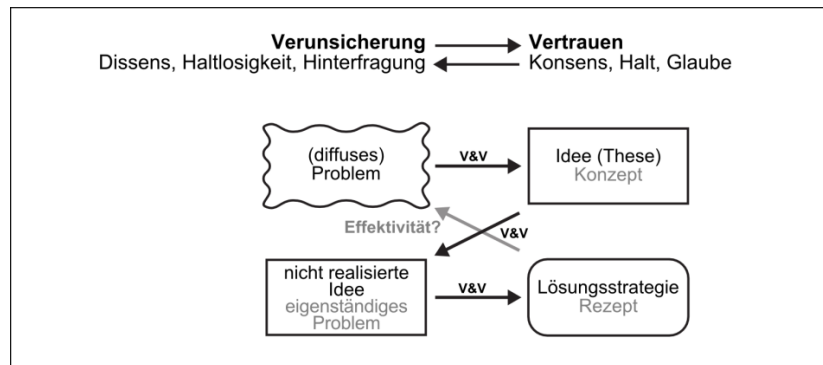 Verunsicherung Vertrauen
Dissens, Haltlosigkeit, Hinterfragung Konsens, Halt, Glaube
(diffuses)
Problem
V&V
Idee (These)
Konzept
Effektivität?
V&V
nicht realisierte
Idee
eigenständiges
Problem
V&V
Lösungsstrategie
Rezept